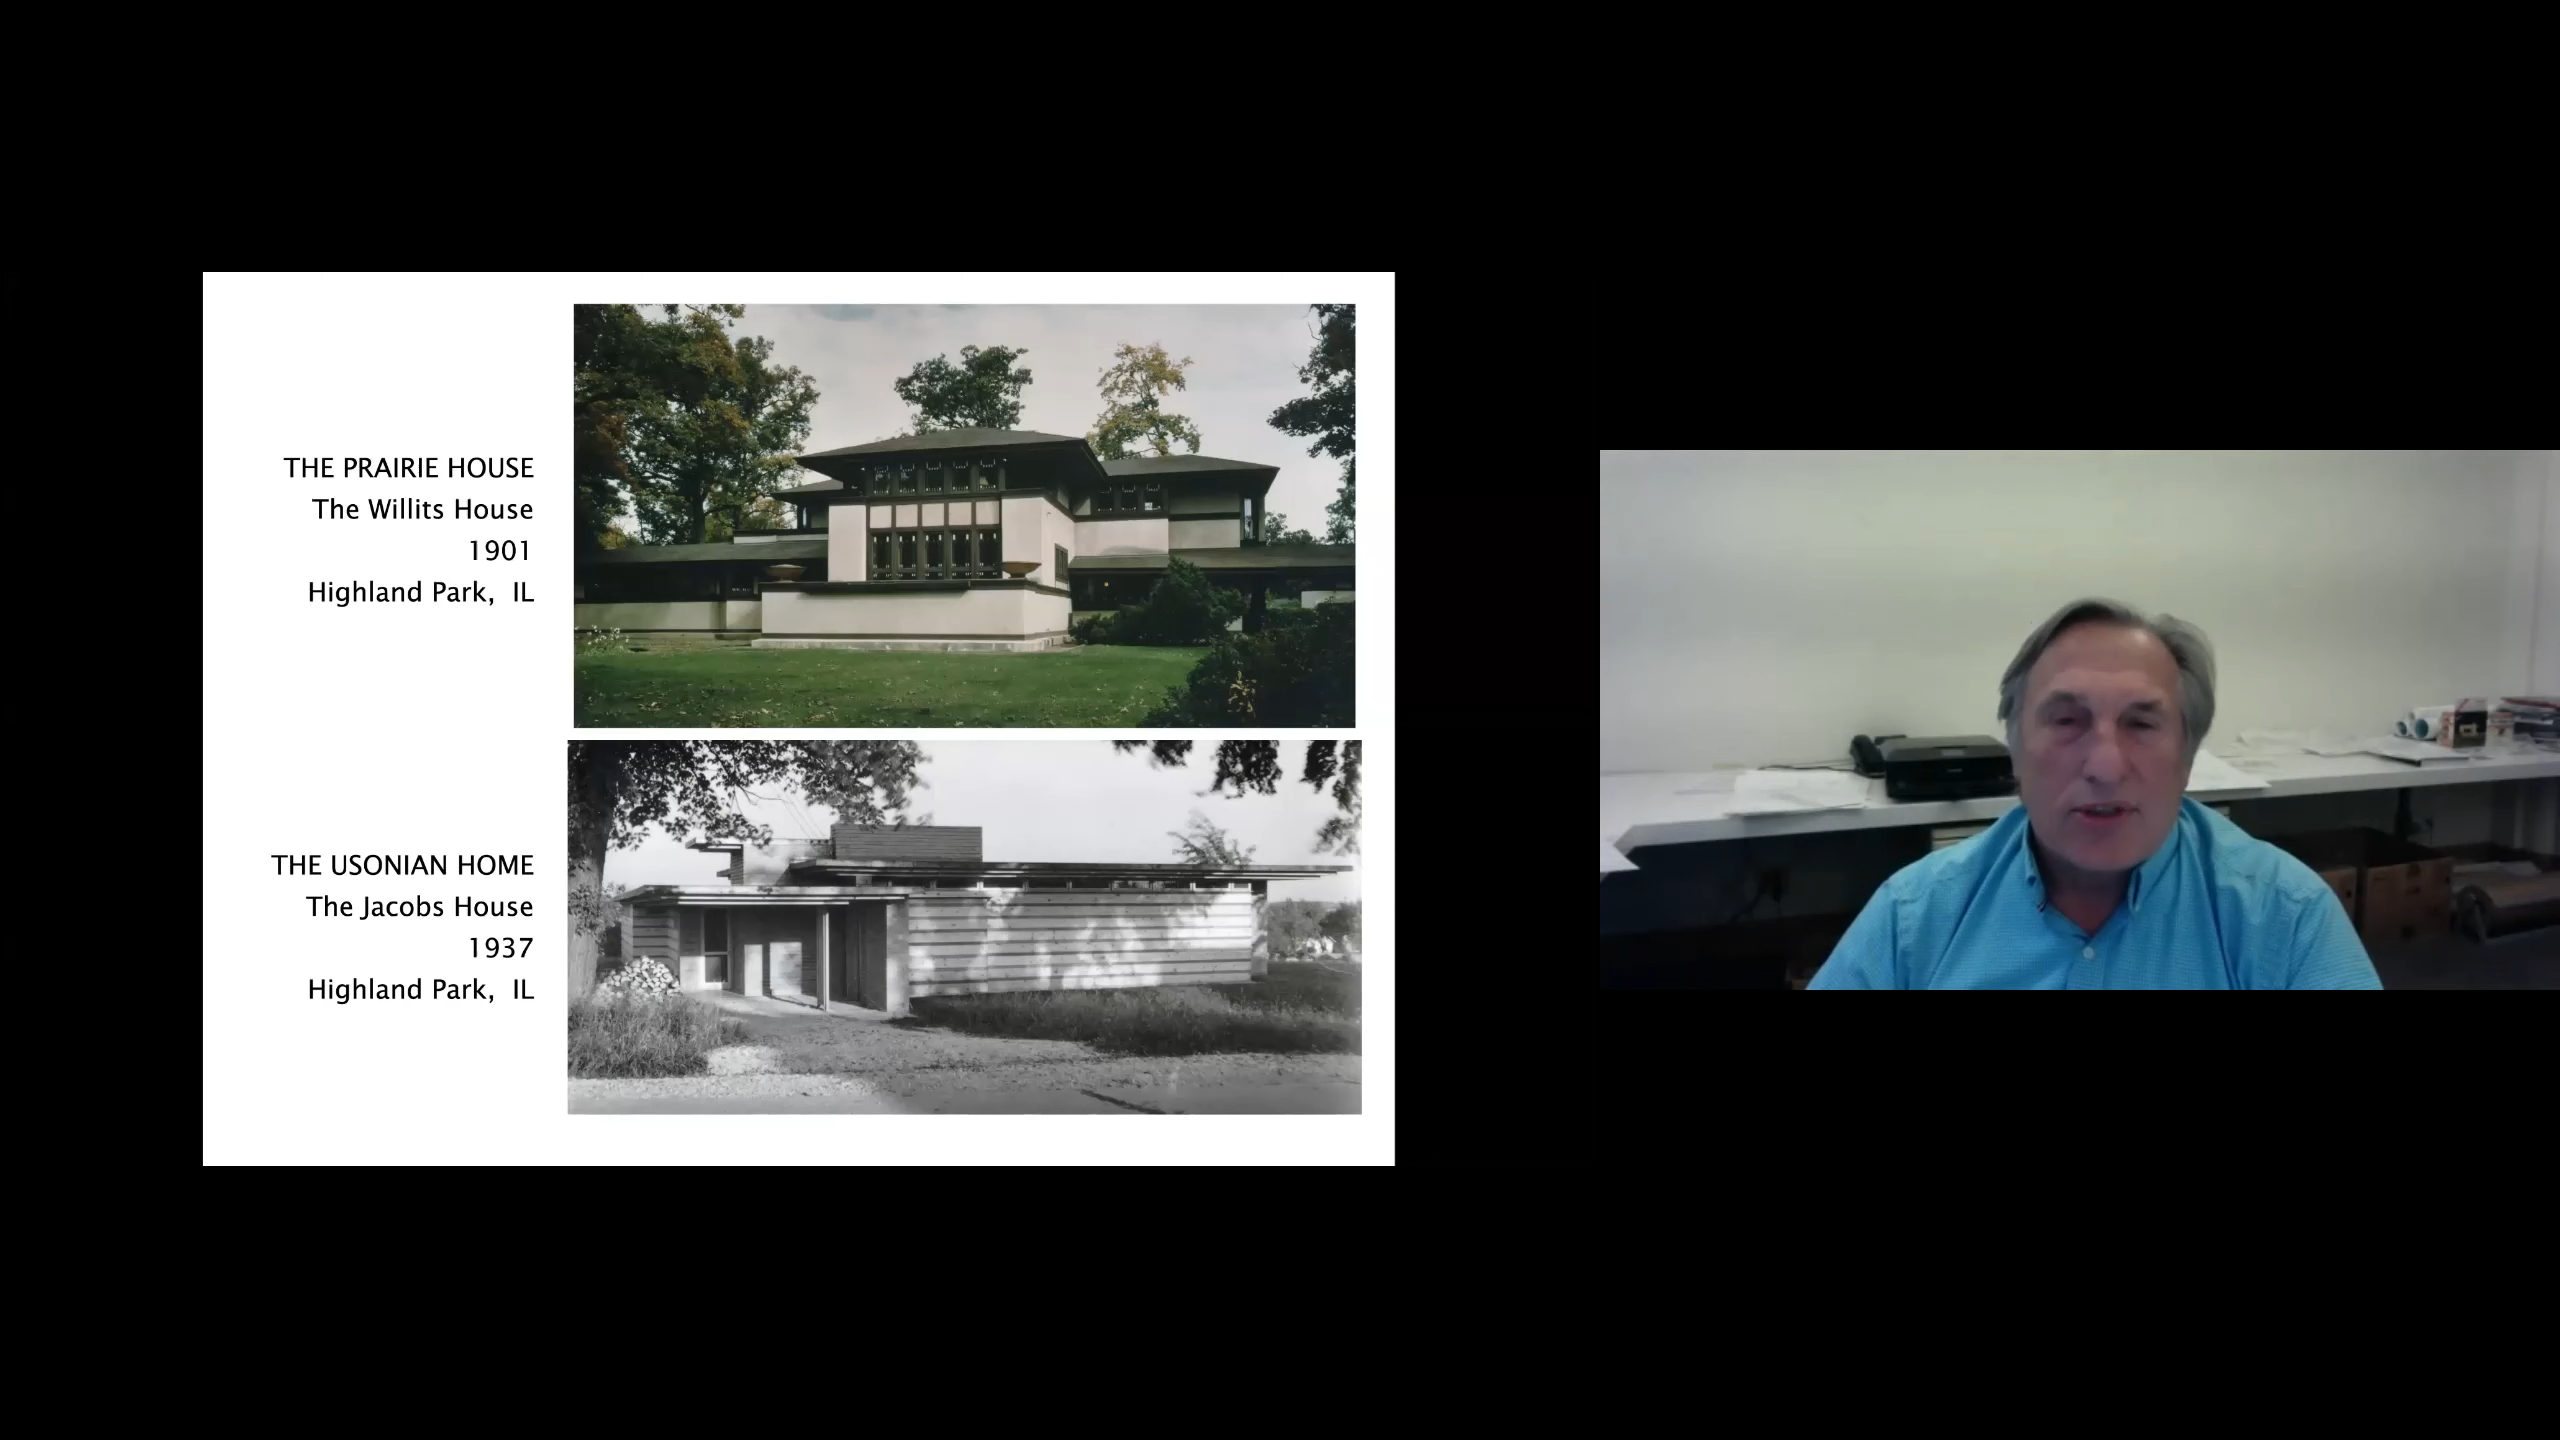 THE PRAIRIE HOUSE
The Willits House
1901
Highland Park,  IL
THE USONIAN HOME
The Jacobs House
1937
Highland Park,  IL